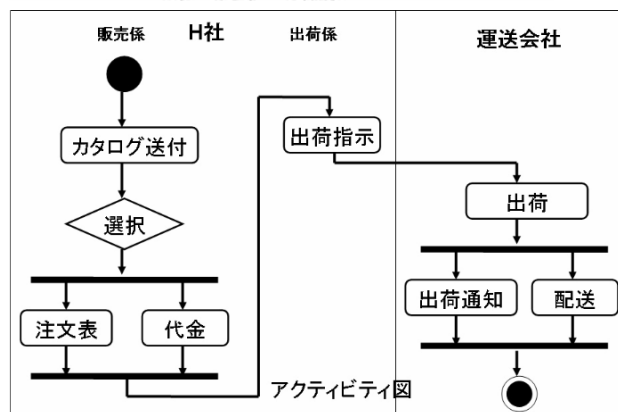 販売係 H社 出荷係
運送会社
カタログ送付
出荷指示
選択
出荷
注文表
代金
出荷通知
配送
アクティビティ図